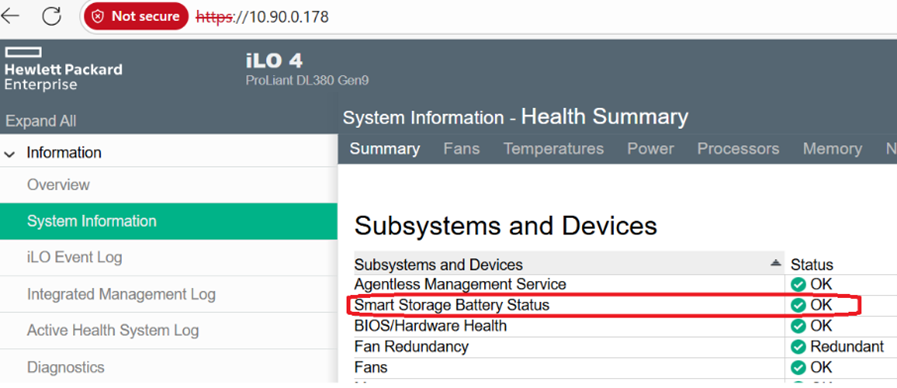 Not secure https://10.90.0.178
Hewlett Packard
Enterprise
iLO 4
ProLiant DL380 Gen9
Expand All
System Information - Health Summary
Information
Summary Fans Temperatures Power Processors Memory N
Overview
System Information
Subsystems and Devices
iLO Event Log
Subsystems and Devices Status
Agentless Management Service OK
Integrated Management Log
Smart Storage Battery Status OK
BIOS/Hardware Health OK
Active Health System Log
Fan Redundancy Redundant
Diagnostics
Fans OK